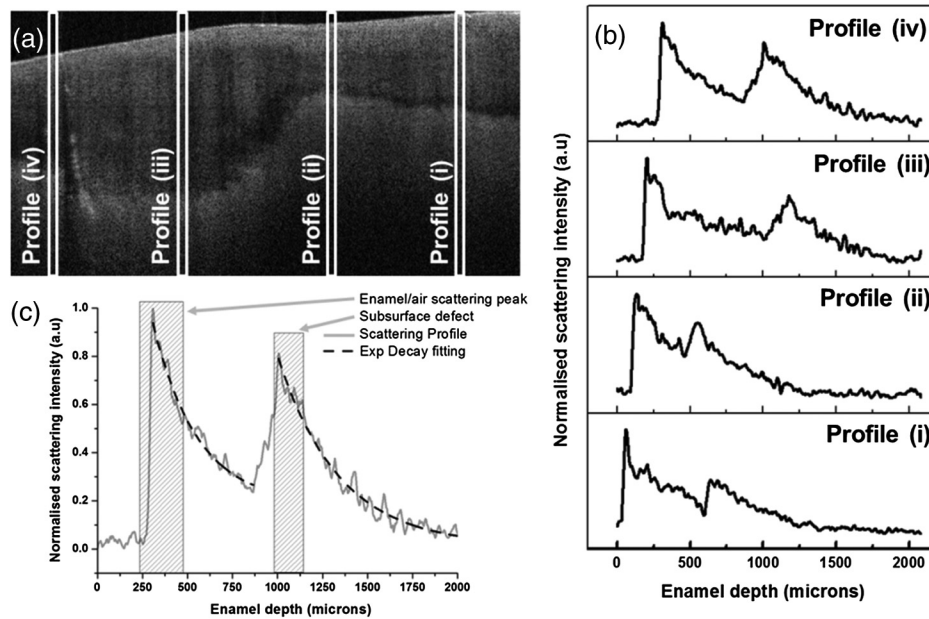 (a)
Profile (iv)
Profile (iii)
Profile (ii)
Profile (i)
(b)
Profile (iv)
Profile (iii)
Profile (ii)
Profile (i)
Normalised scattering intensity (a.u)
0 500 1000 1500 2000
Enamel depth (microns)
(c)
Enamel/air scattering peak
Subsurface defect
Scattering Profile
Exp Decay fitting
Normalised scattering intensity (a.u)
1.0
0.8
0.6
0.4
0.2
0.0
0 250 500 750 1000 1250 1500 1750 2000
Enamel depth (microns)